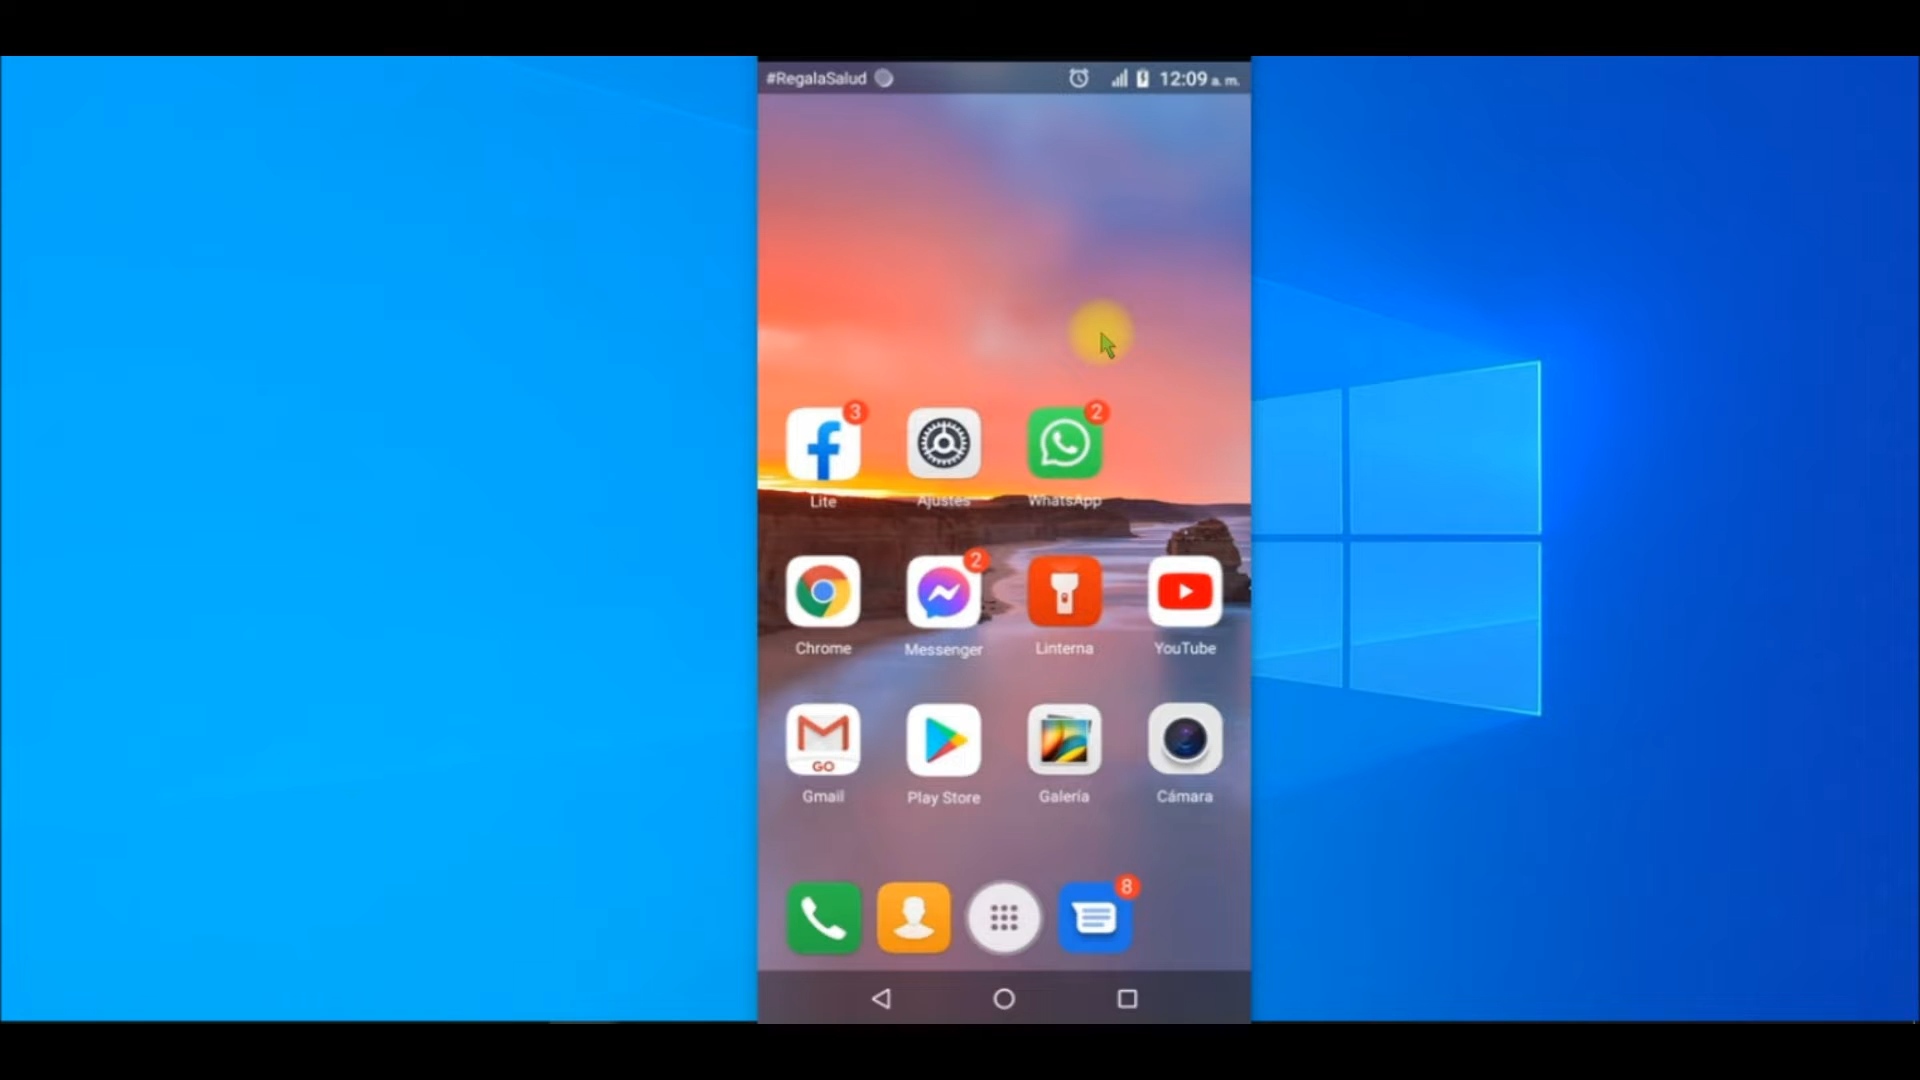 #RegalaSalud 12:09 a. m.
3 2
Lite Ajustes WhatsApp
2
Chrome Messenger Linterna YouTube
GO
Gmail Play Store Galería Cámara
8